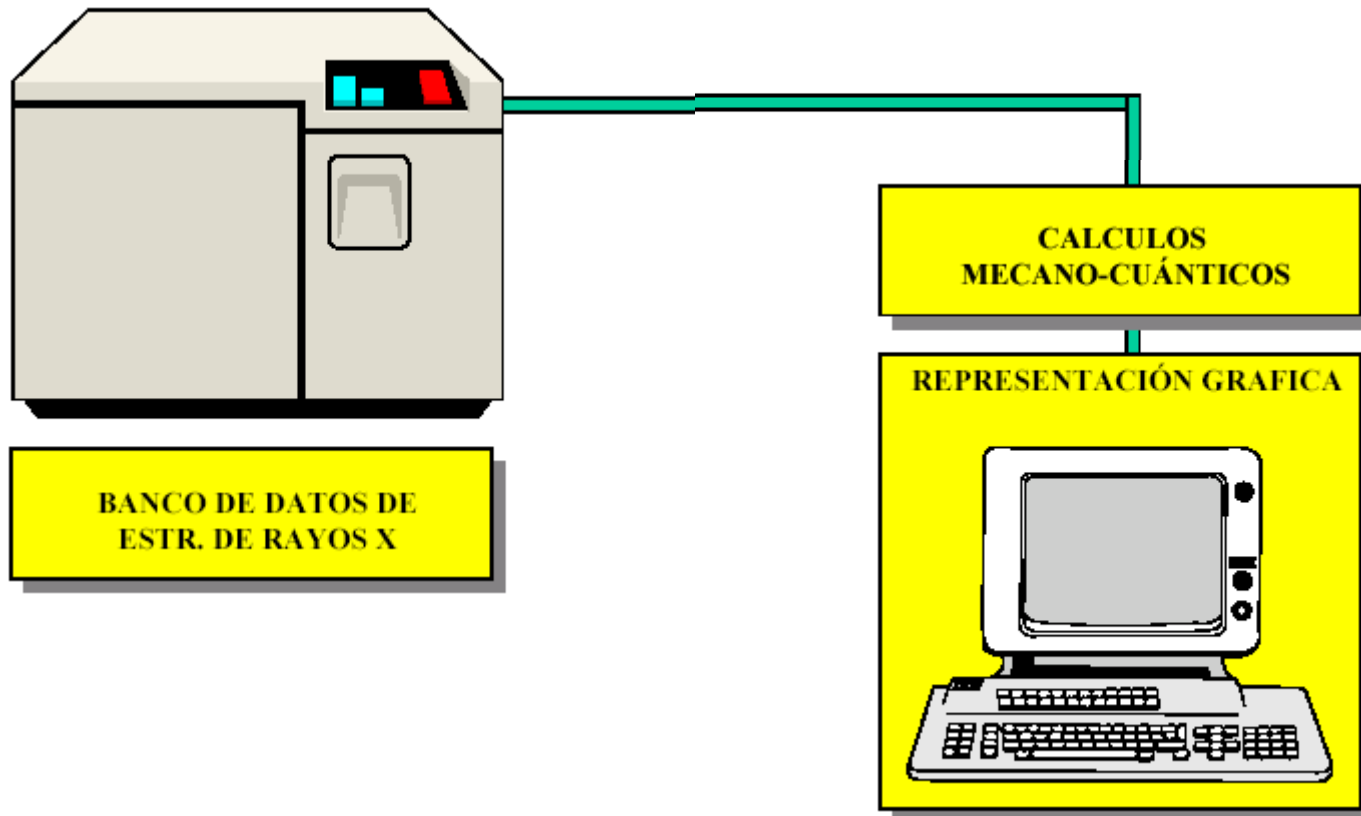 CALCULOS
MECANO-CUÁNTICOS
REPRESENTACIÓN GRAFICA
BANCO DE DATOS DE
ESTR. DE RAYOS X